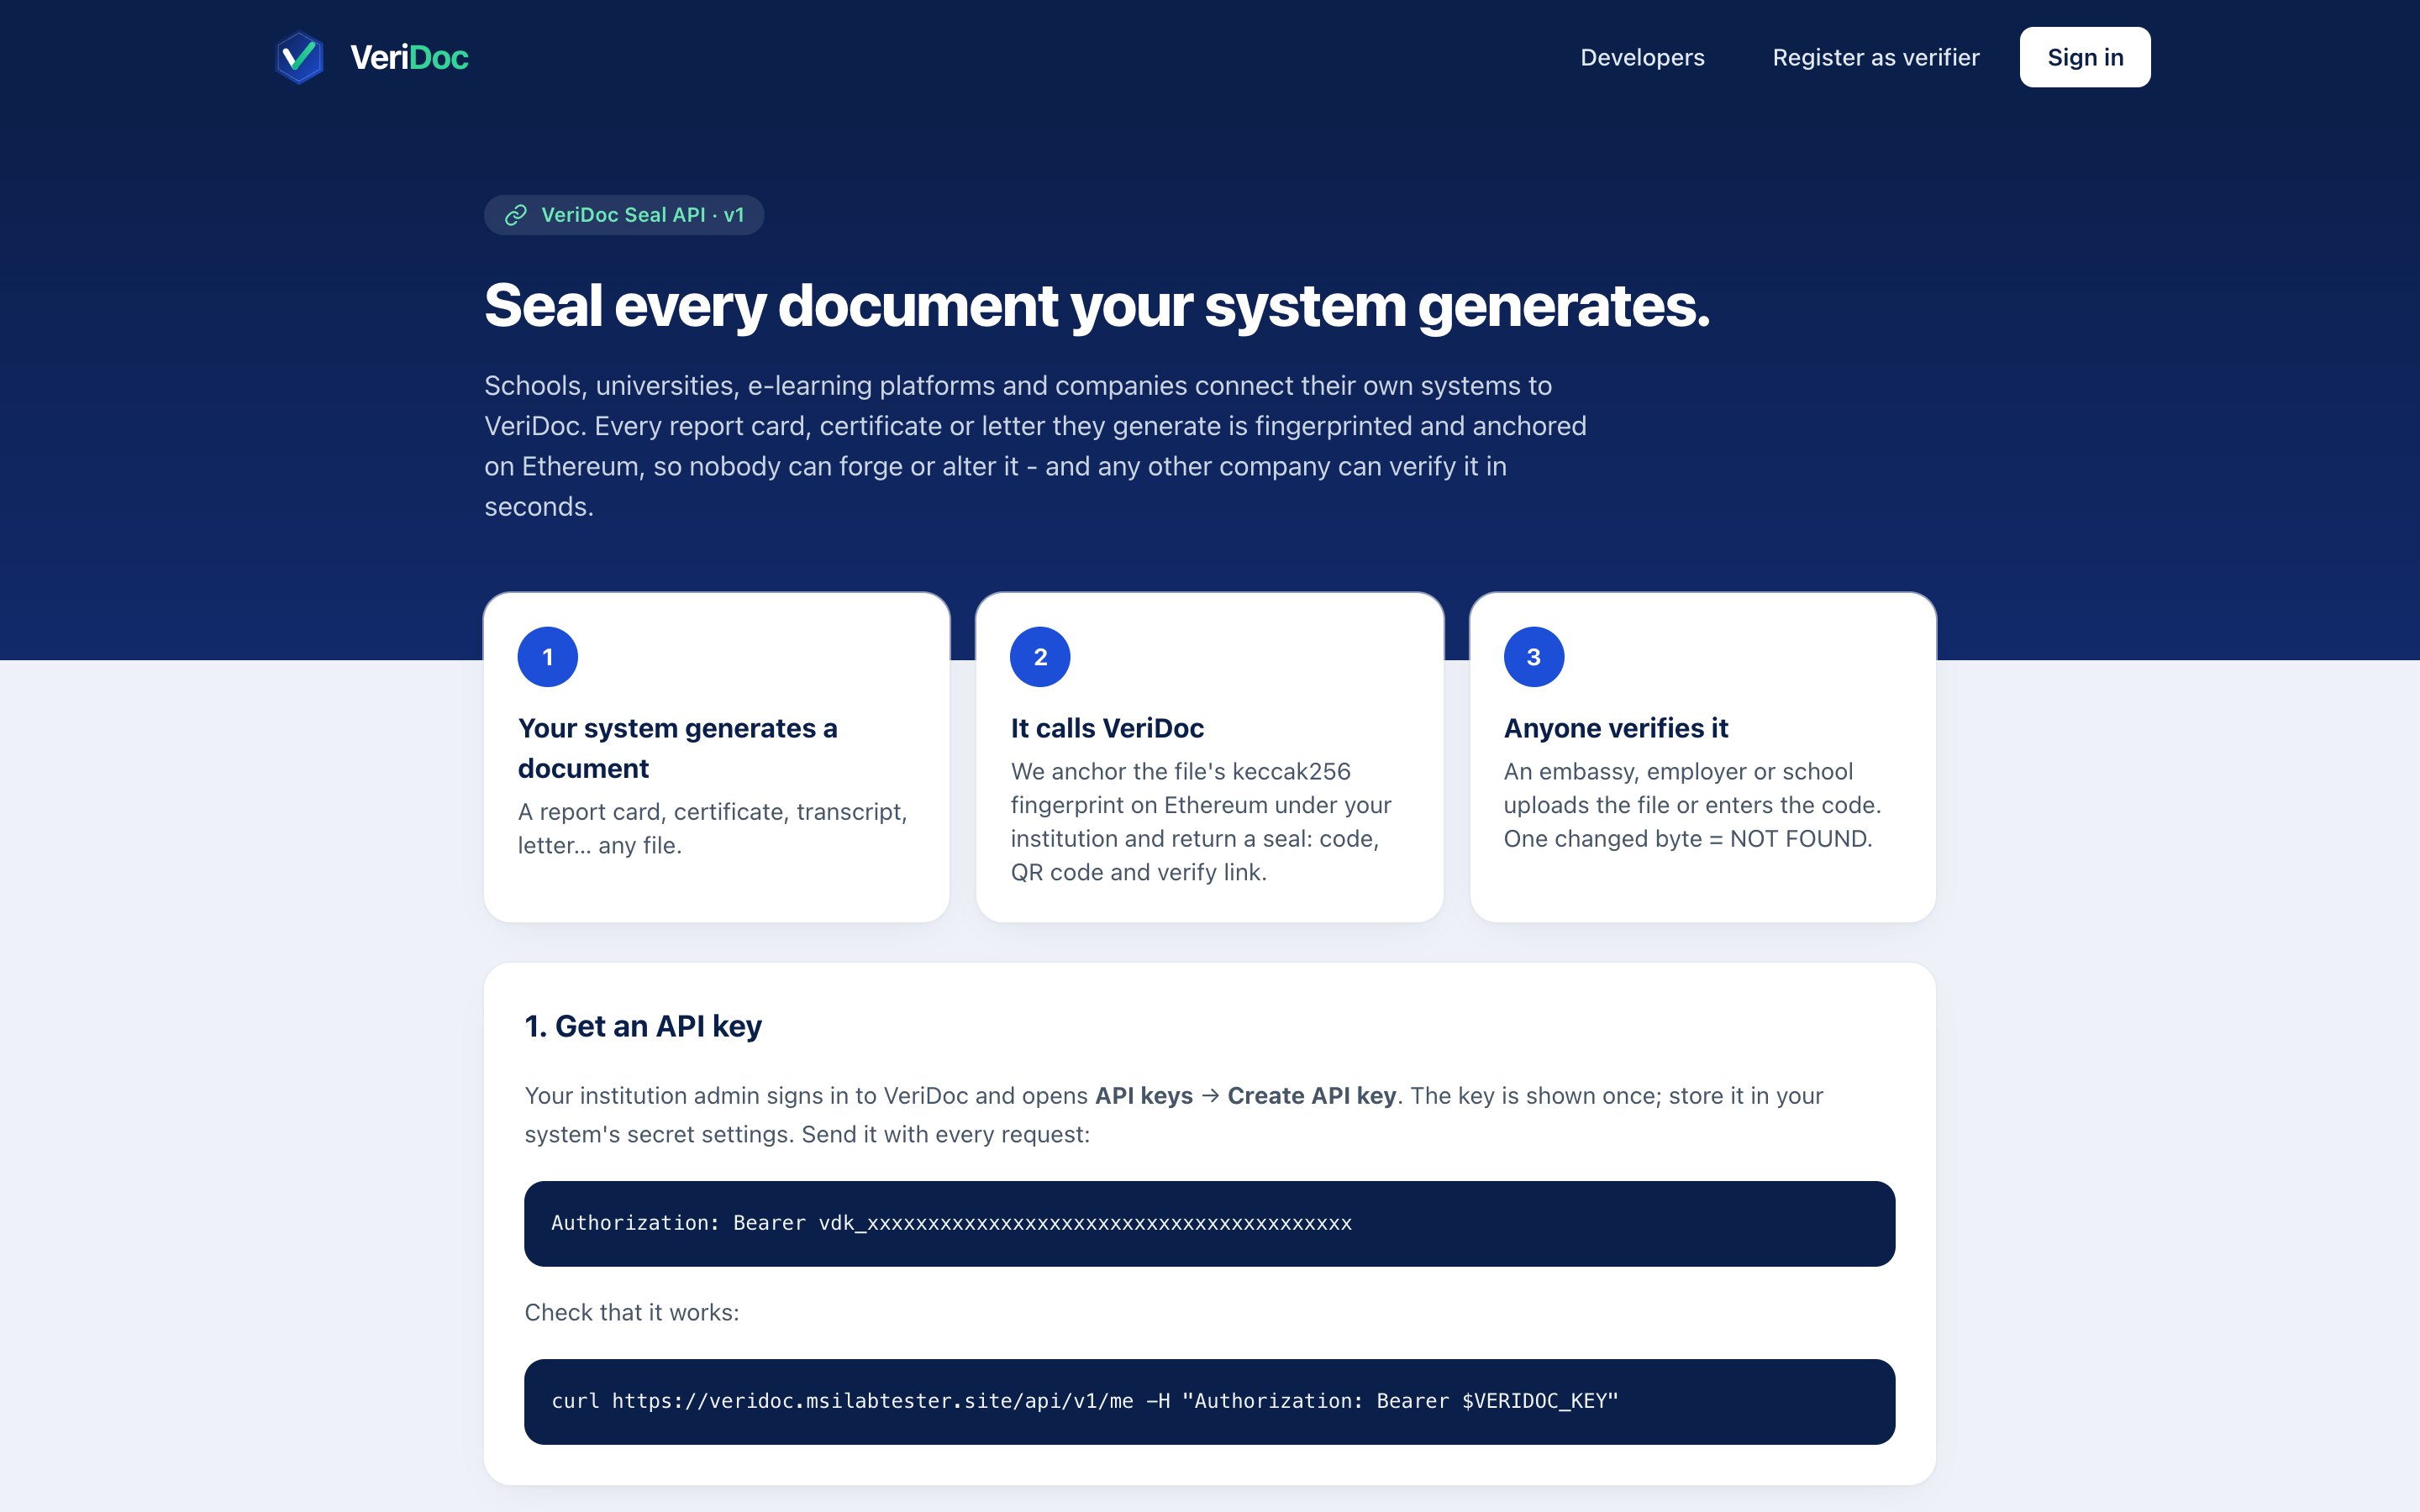 VeriDoc
Developers
Register as verifier
Sign in
VeriDoc Seal API · v1
Seal every document your system generates.
Schools, universities, e-learning platforms and companies connect their own systems to
VeriDoc. Every report card, certificate or letter they generate is fingerprinted and anchored
on Ethereum, so nobody can forge or alter it - and any other company can verify it in
seconds.
1
Your system generates a
document
A report card, certificate, transcript,
letter... any file.
2
It calls VeriDoc
We anchor the file's keccak256
fingerprint on Ethereum under your
institution and return a seal: code,
QR code and verify link.
3
Anyone verifies it
An embassy, employer or school
uploads the file or enters the code.
One changed byte = NOT FOUND.
1. Get an API key
Your institution admin signs in to VeriDoc and opens API keys → Create API key. The key is shown once; store it in your
system's secret settings. Send it with every request:
Authorization: Bearer vdk_xxxxxxxxxxxxxxxxxxxxxxxxxxxxxxxxxxxxxxxx
Check that it works:
curl https://veridoc.msilabtester.site/api/v1/me -H "Authorization: Bearer $VERIDOC_KEY"